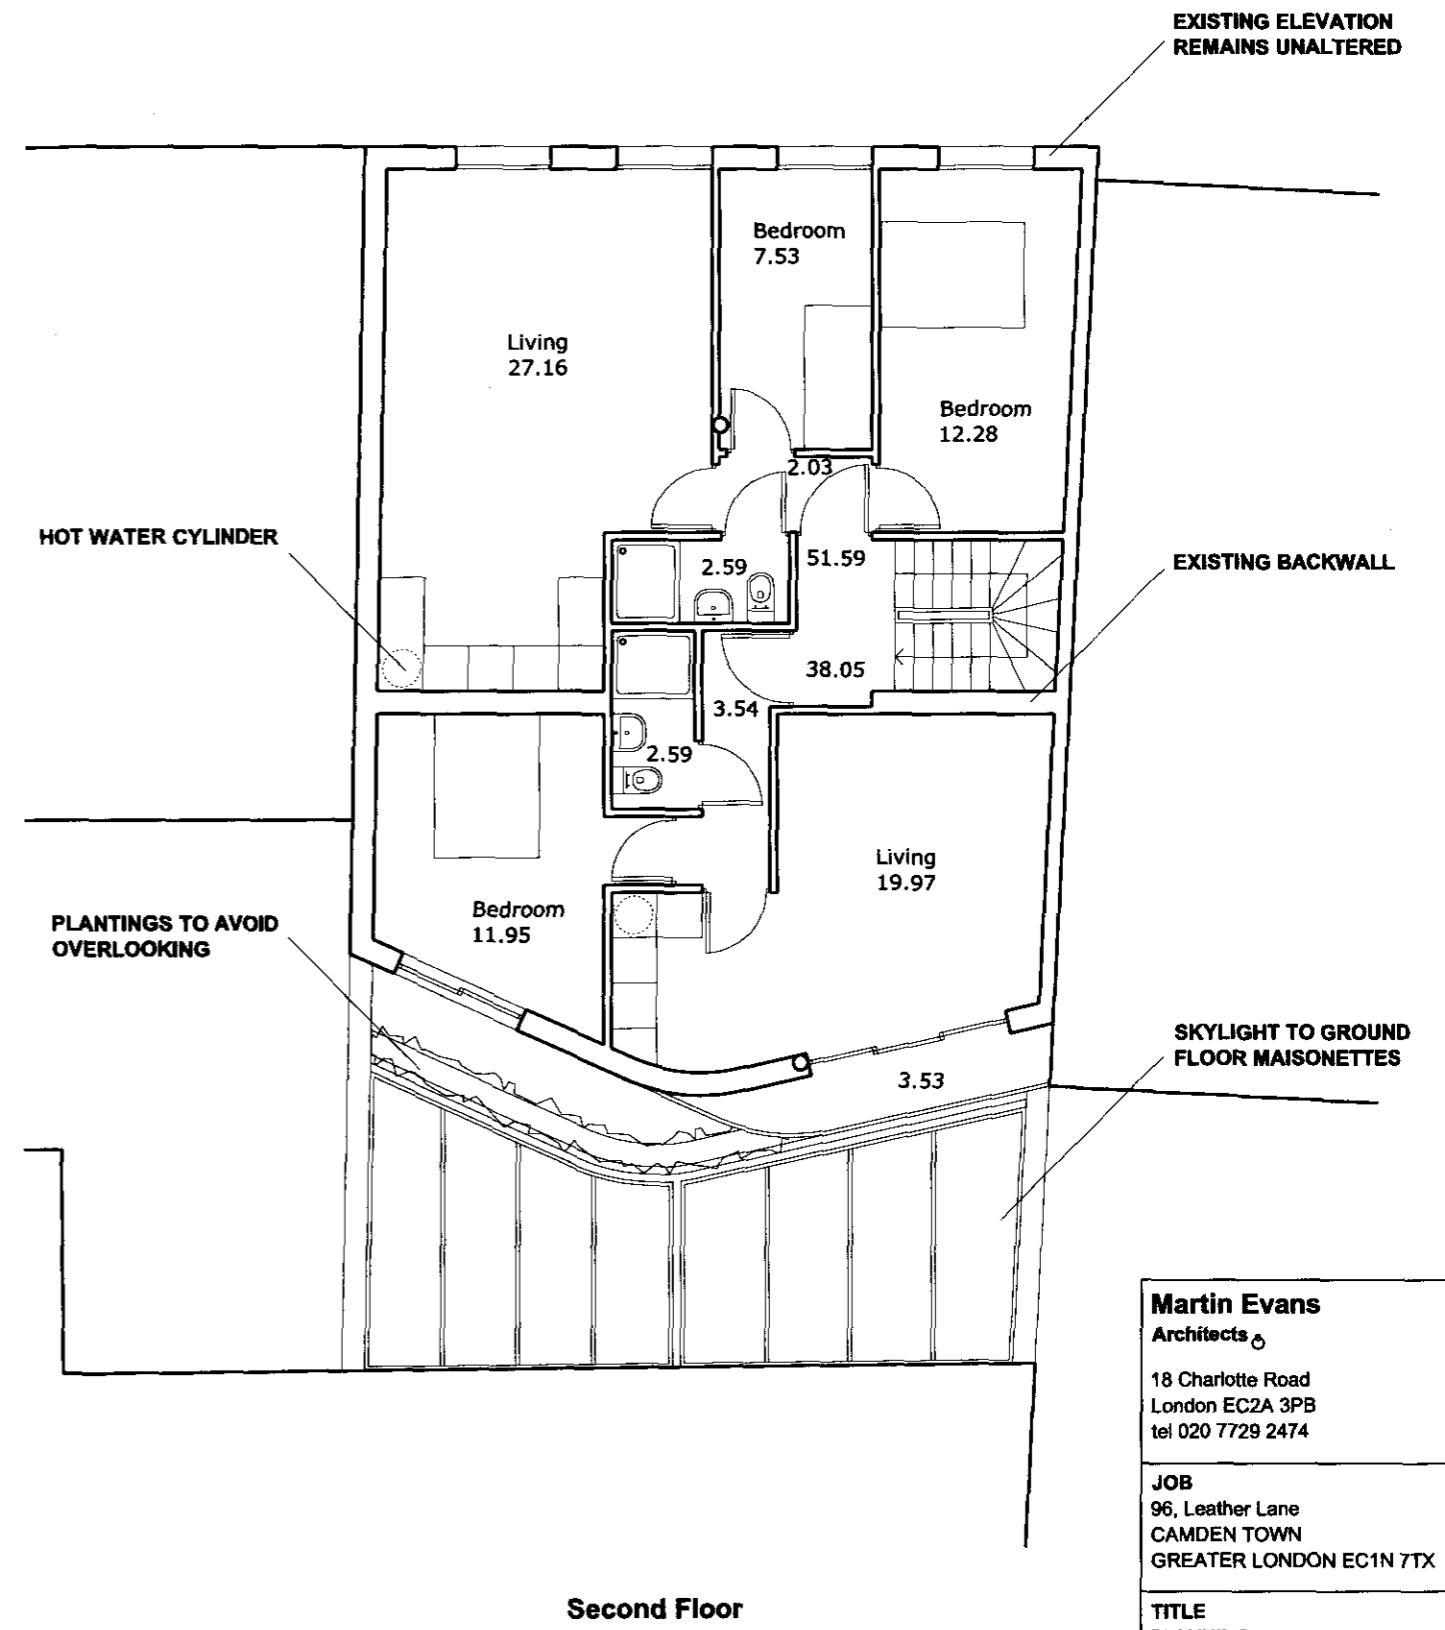 EXISTING ELEVATION
REMAINS UNALTERED
Bedroom
7.53
Living
27.16
Bedroom
12.28
2.03
HOT WATER CYLINDER
2.59
51.59
EXISTING BACKWALL
38.05
3.54
2.59
Living
19.97
Bedroom
11.95
PLANTINGS TO AVOID
OVERLOOKING
SKYLIGHT TO GROUND
FLOOR MAISONETTES
3.53
Martin Evans
Architects
18 Charlotte Road
London EC2A 3PB
tel 020 7729 2474
JOB
96, Leather Lane
CAMDEN TOWN
GREATER LONDON EC1N 7TX
TITLE
Second Floor